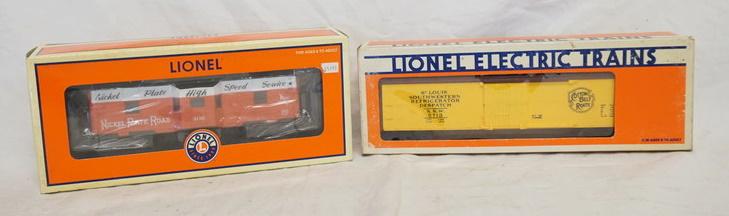 LIONEL
Nickel Plate High Speed Service
NICKEL PLATE ROAD
LIONEL
LIONEL ELECTRIC TRAINS
ST LOUIS
SOUTHWESTERN
REFRIGERATOR
DESPATCH
COTTON
BELT
ROUTE